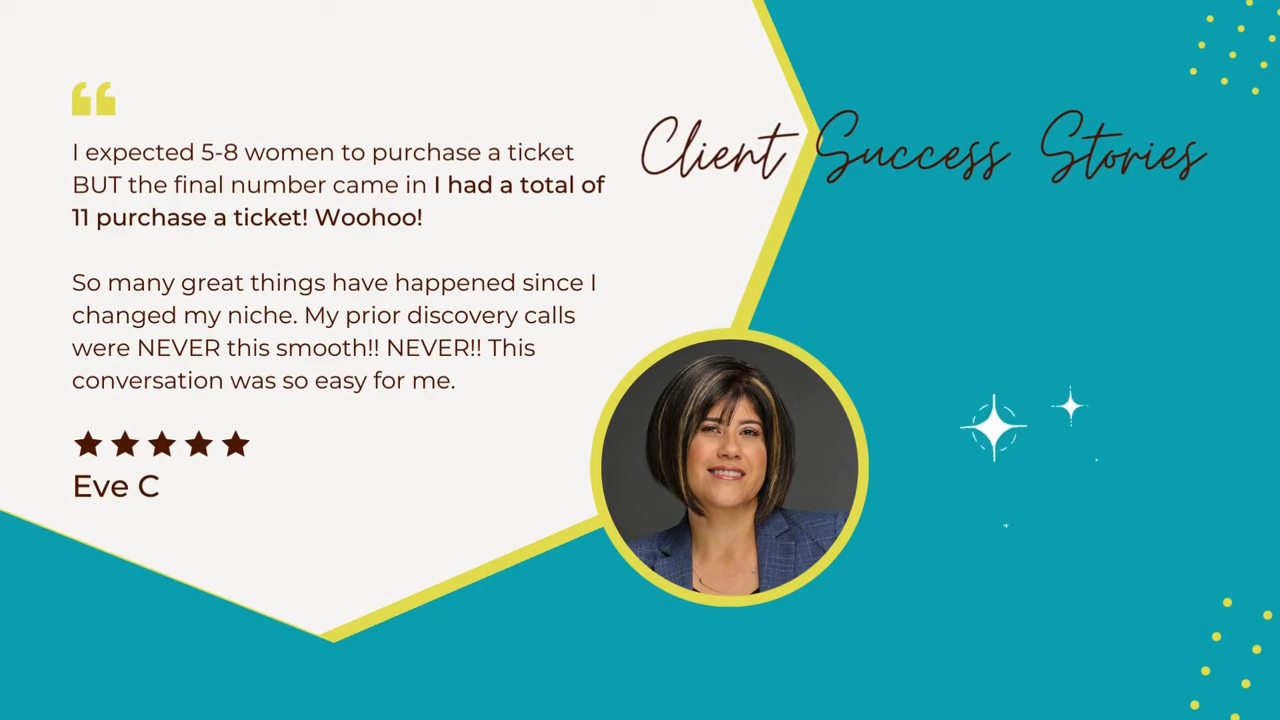 Client Success Stories
I expected 5-8 women to purchase a ticket
BUT the final number came in I had a total of
11 purchase a ticket! Woohoo!
So many great things have happened since I
changed my niche. My prior discovery calls
were NEVER this smooth!! NEVER!! This
conversation was so easy for me.
Eve C